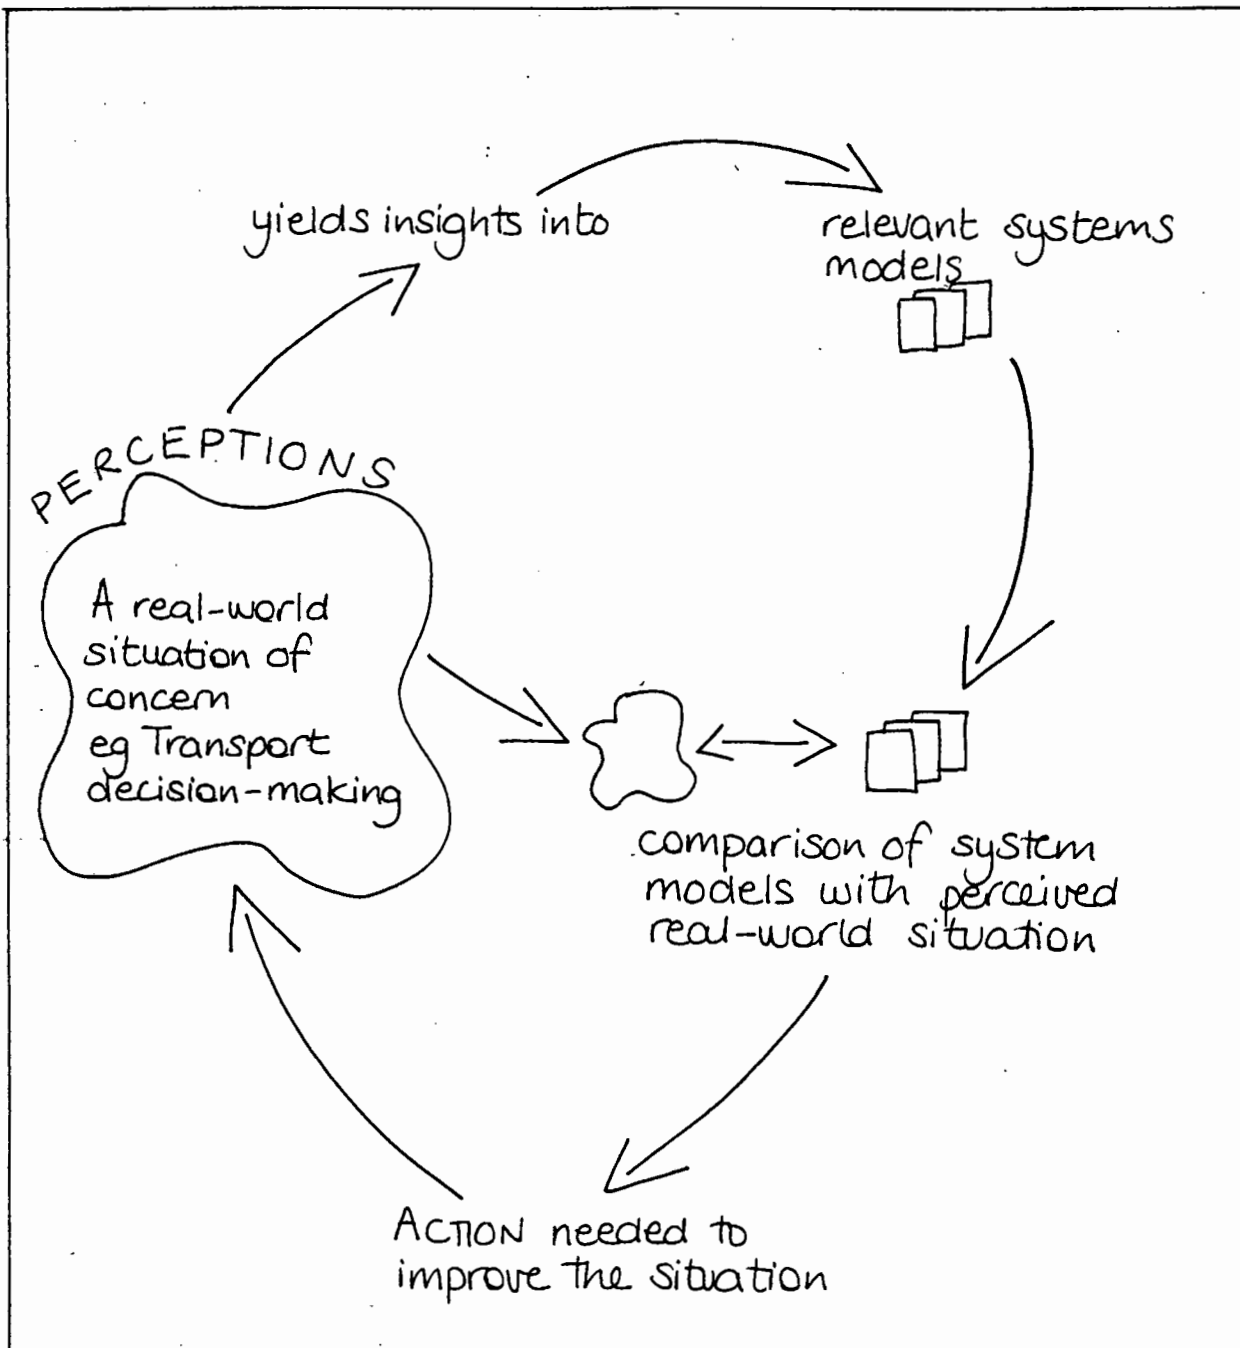 yields insights into
relevant systems
models
PERCEPTIONS
A real-world
situation of
concern
eg Transport
decision-making
comparison of system
models with perceived
real-world situation
ACTION needed to
improve the situation